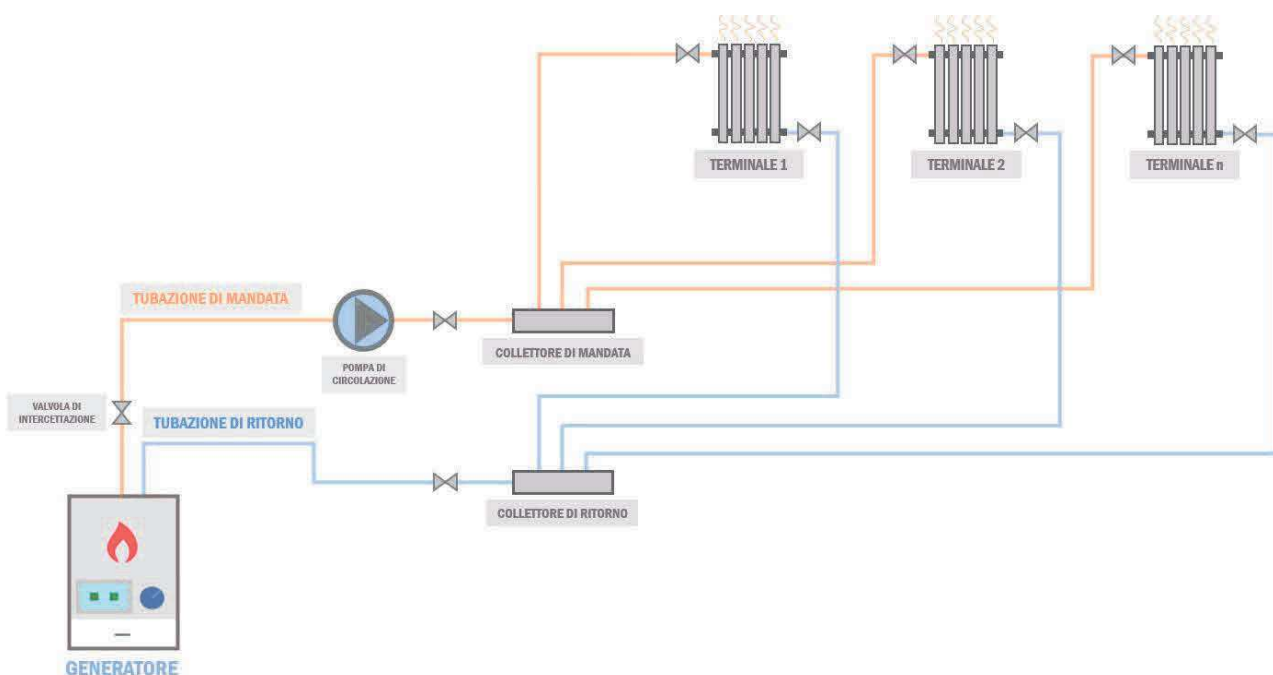 TERMINALE 1
TERMINALE 2
TERMINALE n
TUBAZIONE DI MANDATA
COLLETTORE DI MANDATA
POMPA DI
CIRCOLAZIONE
VALVOLA DI
INTERCETTAZIONE
TUBAZIONE DI RITORNO
COLLETTORE DI RITORNO
GENERATORE